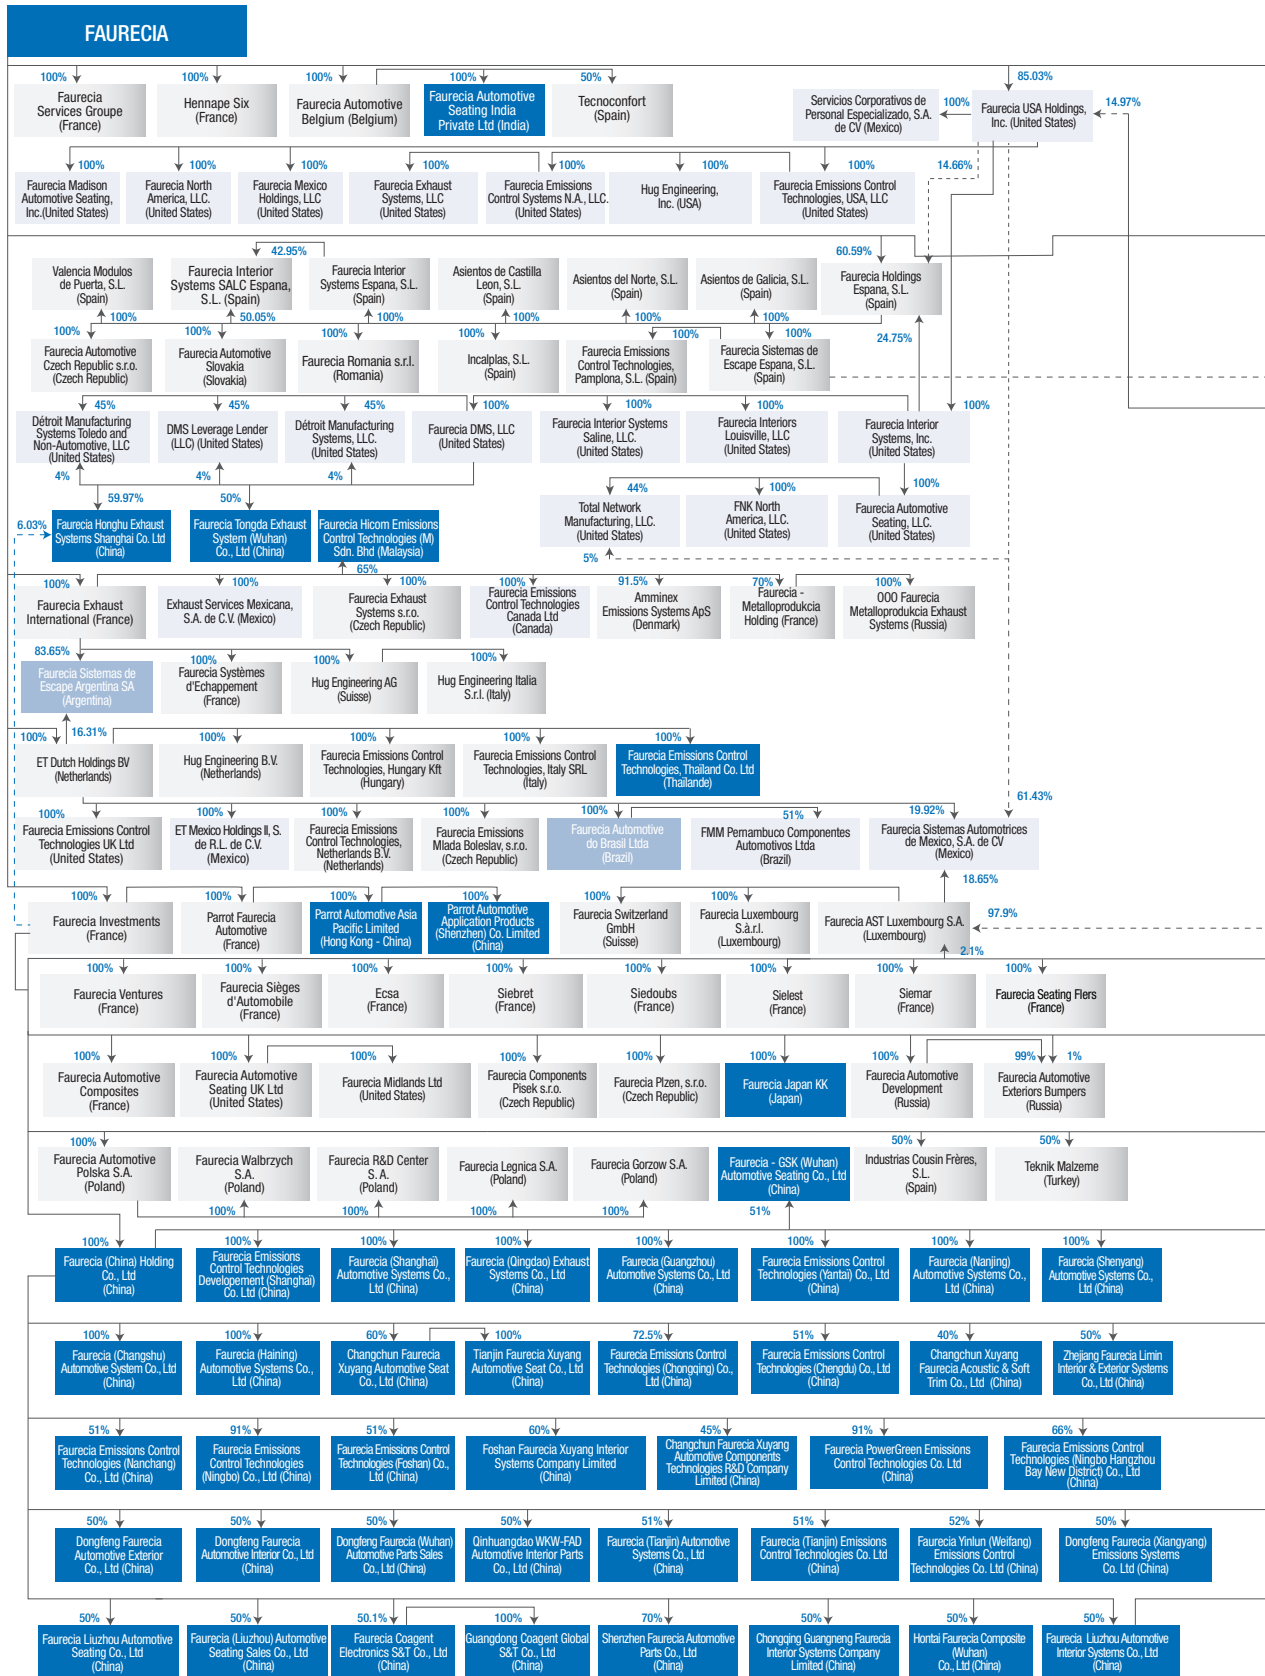 FAURECIA
100%
100%
100%
100%
50%
85.03%
Faurecia
Services Groupe
(France)
Hennape Six
(France)
Faurecia Automotive
Belgium (Belgium)
Faurecia Automotive
Seating India
Private Ltd (India)
Tecnoconfort
(Spain)
Servicios Corporativos de
Personal Especializado, S.A.
de CV (Mexico)
100%
Faurecia USA Holdings,
Inc. (United States)
14.97%
14.66%
100%
100%
100%
100%
100%
100%
100%
Faurecia Madison
Automotive Seating,
Inc.(United States)
Faurecia North
America, LLC.
(United States)
Faurecia Mexico
Holdings, LLC
(United States)
Faurecia Exhaust
Systems, LLC
(United States)
Faurecia Emissions
Control Systems N.A., LLC.
(United States)
Hug Engineering,
Inc. (USA)
Faurecia Emissions Control
Technologies, USA, LLC
(United States)
42.95%
60.59%
Valencia Modulos
de Puerta, S.L.
(Spain)
Faurecia Interior
Systems SALC Espana,
S.L. (Spain)
Faurecia Interior
Systems Espana, S.L.
(Spain)
Asientos de Castilla
Leon, S.L.
(Spain)
Asientos del Norte, S.L.
(Spain)
Asientos de Galicia, S.L.
(Spain)
Faurecia Holdings
Espana, S.L.
(Spain)
100%
50.05%
100%
100%
100%
100%
100%
100%
100%
100%
100%
100%
24.75%
Faurecia Automotive
Czech Republic s.r.o.
(Czech Republic)
Faurecia Automotive
Slovakia
(Slovakia)
Faurecia Romania s.r.l.
(Romania)
Incalplas, S.L.
(Spain)
Faurecia Emissions
Control Technologies,
Pamplona, S.L. (Spain)
Faurecia Sistemas de
Escape Espana, S.L.
(Spain)
45%
45%
45%
100%
100%
100%
100%
Détroit Manufacturing
Systems Toledo and
Non-Automotive, LLC
(United States)
DMS Leverage Lender
(LLC) (United States)
Détroit Manufacturing
Systems, LLC.
(United States)
Faurecia DMS, LLC
(United States)
Faurecia Interior Systems
Saline, LLC.
(United States)
Faurecia Interiors
Louisville, LLC
(United States)
Faurecia Interior
Systems, Inc.
(United States)
4%
4%
4%
59.97%
50%
44%
100%
100%
6.03%
Faurecia Honghu Exhaust
Systems Shanghai Co. Ltd
(China)
Faurecia Tongda Exhaust
System (Wuhan)
Co., Ltd (China)
Faurecia Hicom Emissions
Control Technologies (M)
Sdn. Bhd (Malaysia)
Total Network
Manufacturing, LLC.
(United States)
FNK North
America, LLC.
(United States)
Faurecia Automotive
Seating, LLC.
(United States)
5%
65%
100%
100%
100%
100%
91.5%
70%
100%
Faurecia Exhaust
International (France)
Exhaust Services Mexicana,
S.A. de C.V. (Mexico)
Faurecia Exhaust
Systems s.r.o.
(Czech Republic)
Faurecia Emissions
Control Technologies
Canada Ltd
(Canada)
Amminex
Emissions Systems ApS
(Denmark)
Faurecia -
Metalloprodukcia
Holding (France)
OOO Faurecia
Metalloprodukcia Exhaust
Systems (Russia)
83.65%
100%
100%
100%
Faurecia Sistemas de
Escape Argentina SA
(Argentina)
Faurecia Systèmes
d'Echappement
(France)
Hug Engineering AG
(Suisse)
Hug Engineering Italia
S.r.l. (Italy)
100%
16.31%
100%
100%
100%
100%
ET Dutch Holdings BV
(Netherlands)
Hug Engineering B.V.
(Netherlands)
Faurecia Emissions Control
Technologies, Hungary Kft
(Hungary)
Faurecia Emissions Control
Technologies, Italy SRL
(Italy)
Faurecia Emissions Control
Technologies, Thaïland Co. Ltd
(Thaïlande)
61.43%
100%
100%
100%
100%
100%
51%
19.92%
Faurecia Emissions Control
Technologies UK Ltd
(United States)
ET Mexico Holdings II, S.
de R.L. de C.V.
(Mexico)
Faurecia Emissions
Control Technologies,
Netherlands B.V.
(Netherlands)
Faurecia Emissions
Mlada Boleslav, s.r.o.
(Czech Republic)
Faurecia Automotive
do Brasil Ltda
(Brazil)
FMM Pernambuco Componentes
Automotivos Ltda
(Brazil)
Faurecia Sistemas Automotrices
de Mexico, S.A. de CV
(Mexico)
18.65%
100%
100%
100%
100%
100%
100%
Faurecia Investments
(France)
Parrot Faurecia
Automotive
(France)
Parrot Automotive Asia
Pacific Limited
(Hong Kong - China)
Parrot Automotive
Application Products
(Shenzhen) Co. Limited
(China)
Faurecia Switzerland
GmbH
(Suisse)
Faurecia Luxembourg
S.à.r.l.
(Luxembourg)
Faurecia AST Luxembourg S.A.
(Luxembourg)
97.9%
2.1%
100%
100%
100%
100%
100%
100%
100%
100%
Faurecia Ventures
(France)
Faurecia Sièges
d'Automobile
(France)
Ecsa
(France)
Siebret
(France)
Siedoubs
(France)
Sielest
(France)
Siemar
(France)
Faurecia Seating Flers
(France)
100%
100%
100%
100%
100%
100%
100%
99%
1%
Faurecia Automotive
Composites
(France)
Faurecia Automotive
Seating UK Ltd
(United States)
Faurecia Midlands Ltd
(United States)
Faurecia Components
Pisek s.r.o.
(Czech Republic)
Faurecia Plzen, s.r.o.
(Czech Republic)
Faurecia Japan KK
(Japan)
Faurecia Automotive
Development
(Russia)
Faurecia Automotive
Exteriors Bumpers
(Russia)
100%
50%
50%
Faurecia Automotive
Polska S.A.
(Poland)
Faurecia Walbrzych
S.A.
(Poland)
Faurecia R&D Center
S.A.
(Poland)
Faurecia Legnica S.A.
(Poland)
Faurecia Gorzow S.A.
(Poland)
Faurecia - GSK (Wuhan)
Automotive Seating Co., Ltd
(China)
Industrias Cousin Frères,
S.L.
(Spain)
Teknik Malzeme
(Turkey)
100%
100%
100%
100%
51%
100%
100%
100%
100%
100%
100%
100%
100%
Faurecia (China) Holding
Co., Ltd
(China)
Faurecia Emissions
Control Technologies
Developement (Shanghai)
Co. Ltd (China)
Faurecia (Shanghai)
Automotive Systems Co.,
Ltd (China)
Faurecia (Qingdao) Exhaust
Systems Co., Ltd
(China)
Faurecia (Guangzhou)
Automotive Systems Co., Ltd
(China)
Faurecia Emissions Control
Technologies (Yantai) Co., Ltd
(China)
Faurecia (Nanjing)
Automotive Systems Co.,
Ltd (China)
Faurecia (Shenyang)
Automotive Systems Co.,
Ltd (China)
100%
100%
60%
100%
72.5%
51%
40%
50%
Faurecia (Changshu)
Automotive System Co., Ltd
(China)
Faurecia (Haining)
Automotive Systems Co.,
Ltd (China)
Changchun Faurecia
Xuyang Automotive Seat
Co., Ltd (China)
Tianjin Faurecia Xuyang
Automotive Seat Co., Ltd
(China)
Faurecia Emissions Control
Technologies (Chongqing) Co.,
Ltd (China)
Faurecia Emissions Control
Technologies (Chengdu) Co., Ltd
(China)
Changchun Xuyang
Faurecia Acoustic & Soft
Trim Co., Ltd (China)
Zhejiang Faurecia Limin
Interior & Exterior Systems
Co., Ltd (China)
51%
91%
51%
60%
45%
91%
66%
Faurecia Emissions Control
Technologies (Nanchang)
Co., Ltd (China)
Faurecia Emissions
Control Technologies
(Ningbo) Co., Ltd (China)
Faurecia Emissions Control
Technologies (Foshan) Co.,
Ltd (China)
Foshan Faurecia Xuyang Interior
Systems Company Limited
(China)
Changchun Faurecia Xuyang
Automotive Components
Technologies R&D Company
Limited (China)
Faurecia PowerGreen Emissions
Control Technologies Co. Ltd
(China)
Faurecia Emissions Control
Technologies (Ningbo Hangzhou
Bay New District) Co., Ltd
(China)
50%
50%
50%
50%
51%
51%
52%
50%
Dongfeng Faurecia
Automotive Exterior
Co., Ltd (China)
Dongfeng Faurecia
Automotive Interior Co., Ltd
(China)
Dongfeng Faurecia (Wuhan)
Automotive Parts Sales
Co., Ltd (China)
Qinhuangdao WKW-FAD
Automotive Interior Parts
Co., Ltd (China)
Faurecia (Tianjin) Automotive
Systems Co., Ltd
(China)
Faurecia (Tianjin) Emissions
Control Technologies Co. Ltd
(China)
Faurecia Yinlun (Weifang)
Emissions Control
Technologies Co. Ltd (China)
Dongfeng Faurecia (Xiangyang)
Emissions Systems
Co. Ltd (China)
50%
50%
50.1%
100%
70%
50%
50%
50%
Faurecia Liuzhou Automotive
Seating Co., Ltd
(China)
Faurecia (Liuzhou) Automotive
Seating Sales Co., Ltd
(China)
Faurecia Coagent
Electronics S&T Co., Ltd
(China)
Guangdong Coagent Global
S&T Co., Ltd
(China)
Shenzhen Faurecia Automotive
Parts Co., Ltd
(China)
Chongqing Guangneng Faurecia
Interior Systems Company
Limited (China)
Hontai Faurecia Composite
(Wuhan)
Co., Ltd (China)
Faurecia Liuzhou Automotive
Interior Systems Co., Ltd
(China)